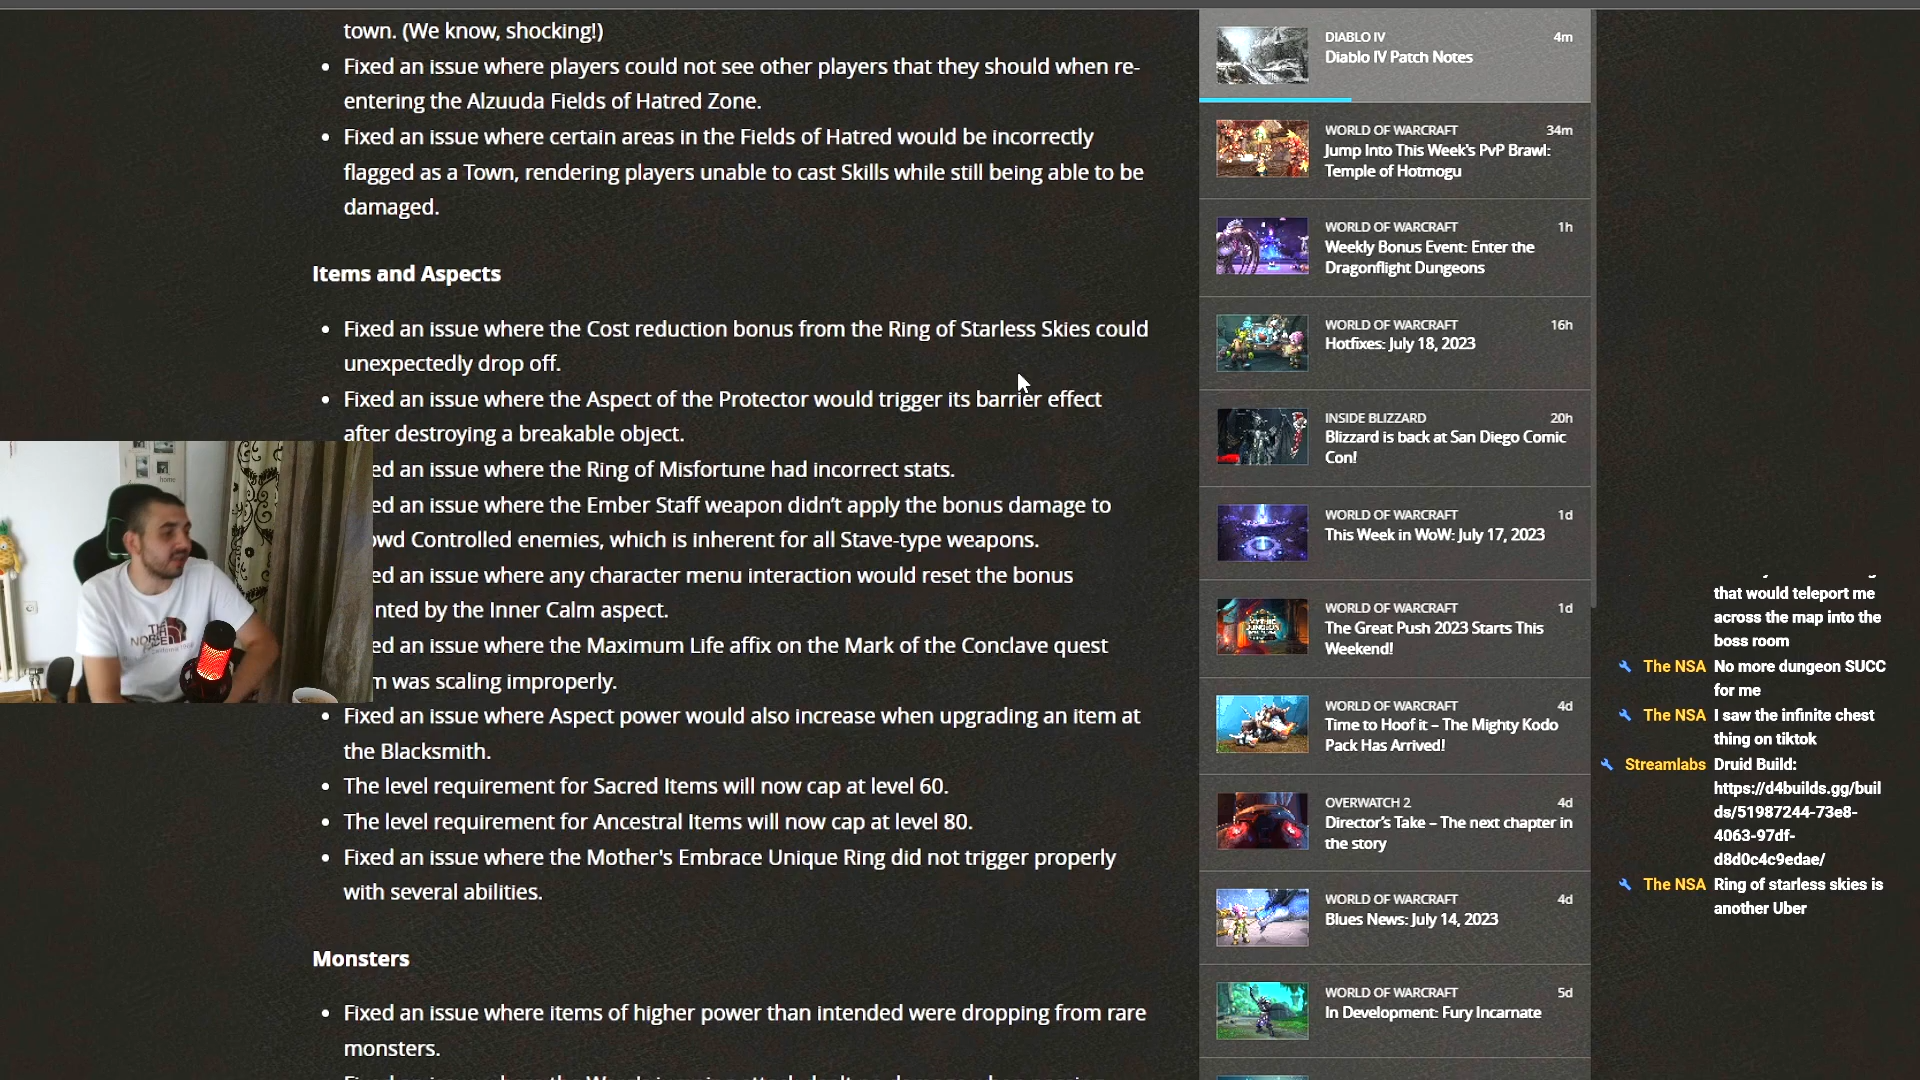 town. (We know, shocking!)
• Fixed an issue where players could not see other players that they should when re-
entering the Alzuuda Fields of Hatred Zone.
• Fixed an issue where certain areas in the Fields of Hatred would be incorrectly
flagged as a Town, rendering players unable to cast Skills while still being able to be
damaged.
Items and Aspects
• Fixed an issue where the Cost reduction bonus from the Ring of Starless Skies could
unexpectedly drop off.
• Fixed an issue where the Aspect of the Protector would trigger its barrier effect
after destroying a breakable object.
ed an issue where the Ring of Misfortune had incorrect stats.
ed an issue where the Ember Staff weapon didn’t apply the bonus damage to
owd Controlled enemies, which is inherent for all Stave-type weapons.
ed an issue where any character menu interaction would reset the bonus
nted by the Inner Calm aspect.
ed an issue where the Maximum Life affix on the Mark of the Conclave quest
m was scaling improperly.
• Fixed an issue where Aspect power would also increase when upgrading an item at
the Blacksmith.
• The level requirement for Sacred Items will now cap at level 60.
• The level requirement for Ancestral Items will now cap at level 80.
• Fixed an issue where the Mother's Embrace Unique Ring did not trigger properly
with several abilities.
Monsters
• Fixed an issue where items of higher power than intended were dropping from rare
monsters.
home
THE
NORTH
DIABLO IV 4m
Diablo IV Patch Notes
WORLD OF WARCRAFT 34m
Jump Into This Week's PvP Brawl:
Temple of Hotmogu
WORLD OF WARCRAFT 1h
Weekly Bonus Event: Enter the
Dragonflight Dungeons
WORLD OF WARCRAFT 16h
Hotfixes: July 18, 2023
INSIDE BLIZZARD 20h
Blizzard is back at San Diego Comic
Con!
WORLD OF WARCRAFT 1d
This Week in WoW: July 17, 2023
WORLD OF WARCRAFT 1d
The Great Push 2023 Starts This
Weekend!
WORLD OF WARCRAFT 4d
Time to Hoof it – The Mighty Kodo
Pack Has Arrived!
OVERWATCH 2 4d
Director’s Take – The next chapter in
the story
WORLD OF WARCRAFT 4d
Blues News: July 14, 2023
WORLD OF WARCRAFT 5d
In Development: Fury Incarnate
that would teleport me
across the map into the
boss room
The NSA No more dungeon SUCC
for me
The NSA I saw the infinite chest
thing on tiktok
Streamlabs Druid Build:
https://d4builds.gg/buil
ds/51987244-73e8-
4063-97df-
d8d0c4c9edae/
The NSA Ring of starless skies is
another Uber